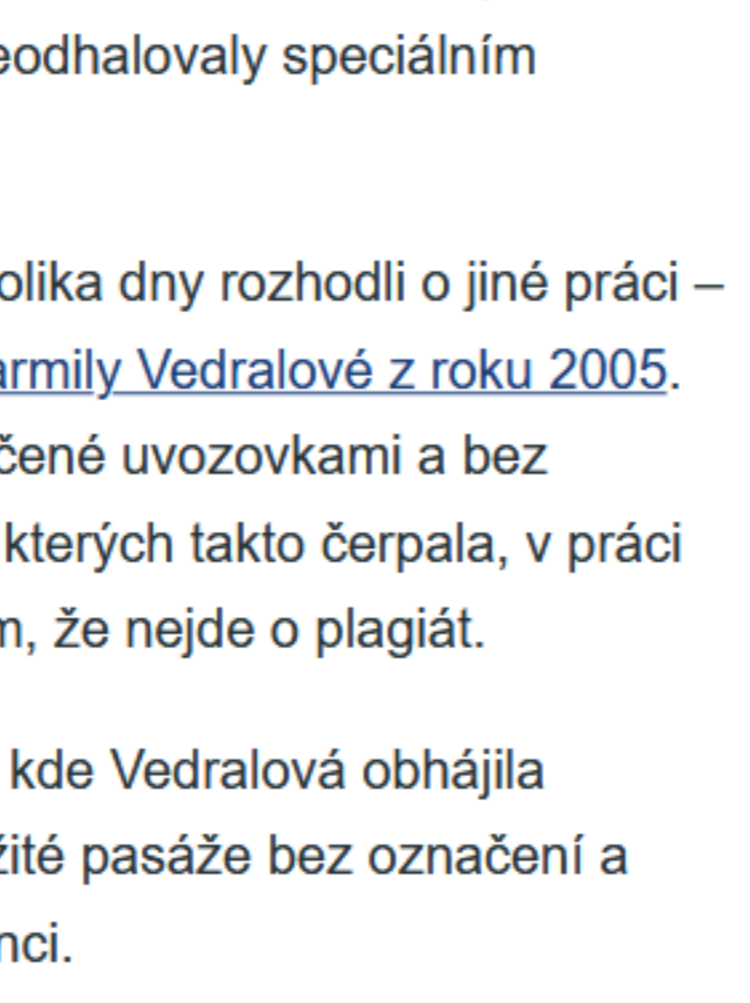 eodhalovaly speciálním
olika dny rozhodli o jiné práci –
armily Vedralové z roku 2005.
čené uvozovkami a bez
kterých takto čerpala, v práci
m, že nejde o plagiát.
kde Vedralová obhájila
žité pasáže bez označení a
nci.